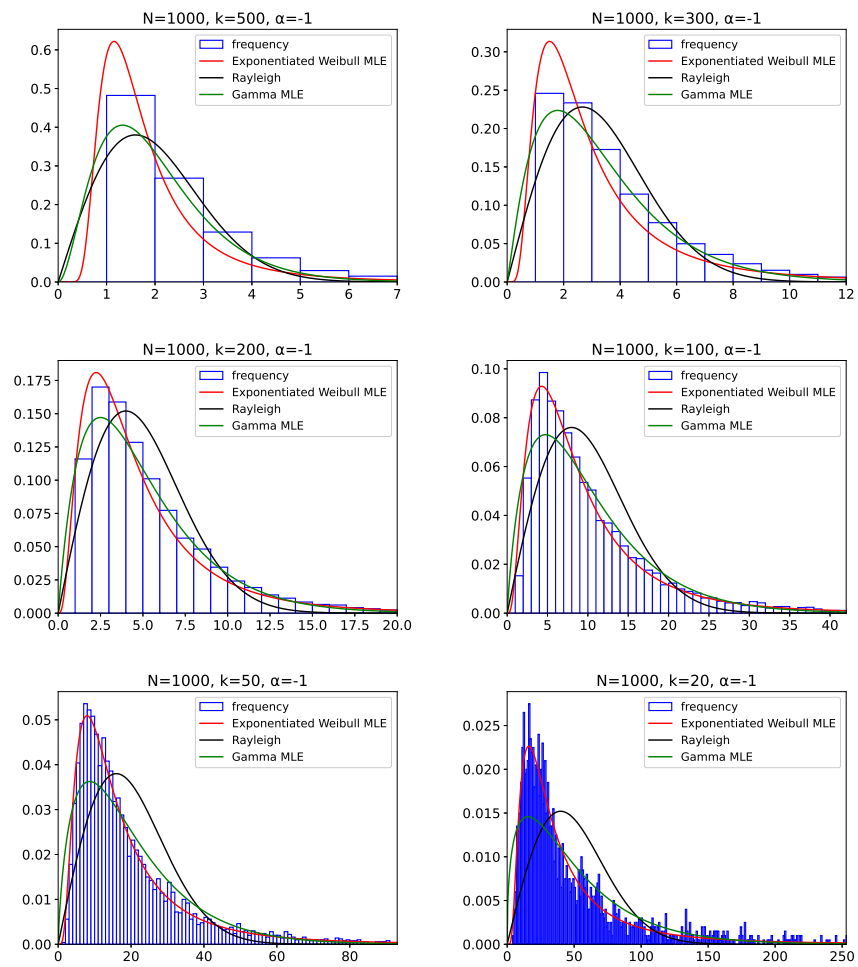 N=1000, k=500, α=-1
frequency
Exponentiated Weibull MLE
Rayleigh
Gamma MLE
0.6
0.5
0.4
0.3
0.2
0.1
0.0
0 1 2 3 4 5 6 7
N=1000, k=300, α=-1
frequency
Exponentiated Weibull MLE
Rayleigh
Gamma MLE
0.30
0.25
0.20
0.15
0.10
0.05
0.00
0 2 4 6 8 10 12
N=1000, k=200, α=-1
frequency
Exponentiated Weibull MLE
Rayleigh
Gamma MLE
0.175
0.150
0.125
0.100
0.075
0.050
0.025
0.000
0.0 2.5 5.0 7.5 10.0 12.5 15.0 17.5 20.0
N=1000, k=100, α=-1
frequency
Exponentiated Weibull MLE
Rayleigh
Gamma MLE
0.10
0.08
0.06
0.04
0.02
0.00
0 5 10 15 20 25 30 35 40
N=1000, k=50, α=-1
frequency
Exponentiated Weibull MLE
Rayleigh
Gamma MLE
0.05
0.04
0.03
0.02
0.01
0.00
0 20 40 60 80
N=1000, k=20, α=-1
frequency
Exponentiated Weibull MLE
Rayleigh
Gamma MLE
0.025
0.020
0.015
0.010
0.005
0.000
0 50 100 150 200 250